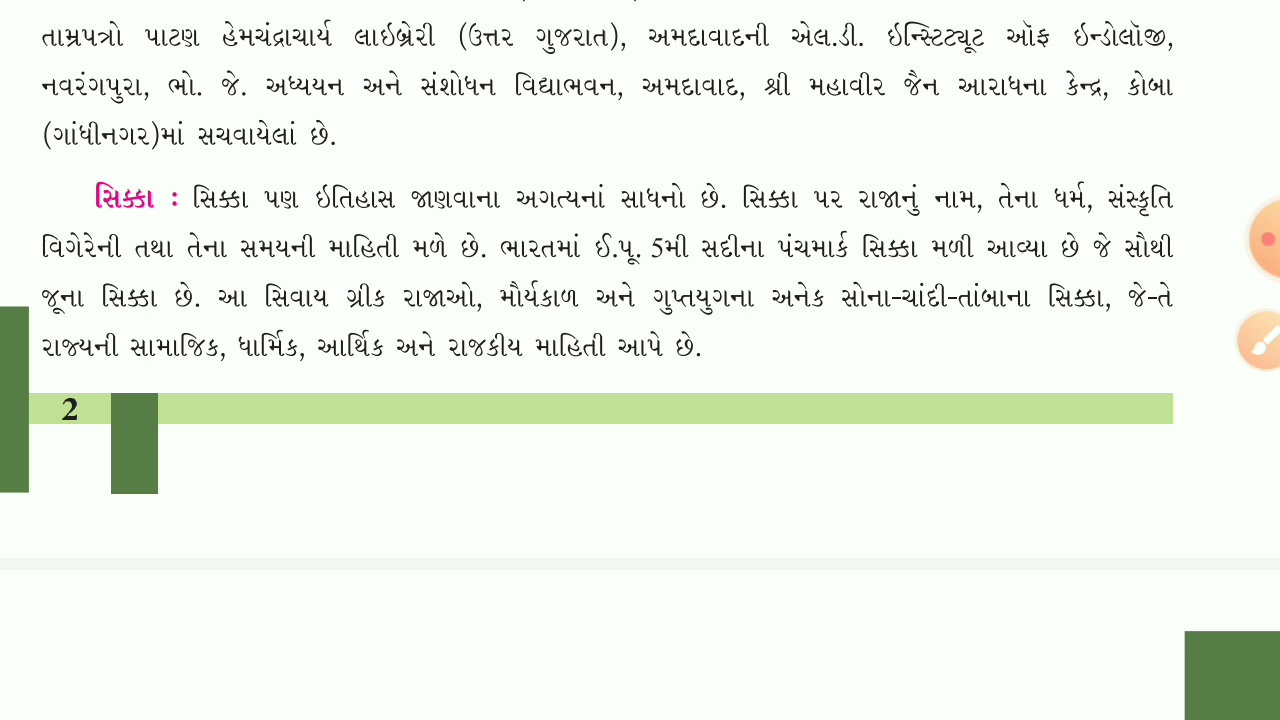 તામ્રપત્રો પાટણ હેમચંદ્રાચાર્ય લાઇબ્રેરી (ઉત્તર ગુજરાત), અમદાવાદની એલ.ડી. ઇન્સ્ટિટ્યૂટ ઑફ ઇન્ડોલૉજી,
નવરંગપુરા, ભો. જે. અધ્યયન અને સંશોધન વિદ્યાભવન, અમદાવાદ, શ્રી મહાવીર જૈન આરાધના કેન્દ્ર, કોબા
(ગાંધીનગર)માં સચવાયેલાં છે.
સિક્કા : સિક્કા પણ ઇતિહાસ જાણવાના અગત્યનાં સાધનો છે. સિક્કા પર રાજાનું નામ, તેના ધર્મ, સંસ્કૃતિ
વિગેરેની તથા તેના સમયની માહિતી મળે છે. ભારતમાં ઈ.પૂ. 5મી સદીના પંચમાર્ક સિક્કા મળી આવ્યા છે જે સૌથી
જૂના સિક્કા છે. આ સિવાય ગ્રીક રાજાઓ, મૌર્યકાળ અને ગુપ્તયુગના અનેક સોના-ચાંદી-તાંબાના સિક્કા, જે-તે
રાજ્યની સામાજિક, ધાર્મિક, આર્થિક અને રાજકીય માહિતી આપે છે.
2